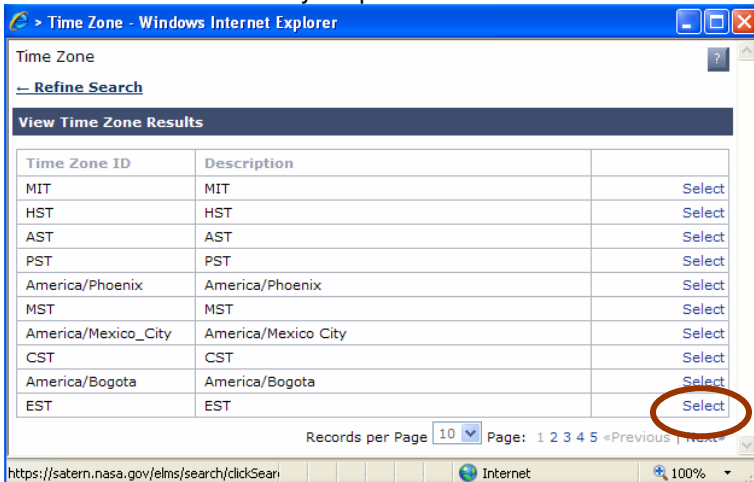 > Time Zone - Windows Internet Explorer
Time Zone ?
← Refine Search
View Time Zone Results
Time Zone ID Description
MIT MIT Select
HST HST Select
AST AST Select
PST PST Select
America/Phoenix America/Phoenix Select
MST MST Select
America/Mexico_City America/Mexico City Select
CST CST Select
America/Bogota America/Bogota Select
EST EST Select
Records per Page 10 Page: 1 2 3 4 5 «Previous | Next»
https://satern.nasa.gov/elms/search/clickSear Internet 100%